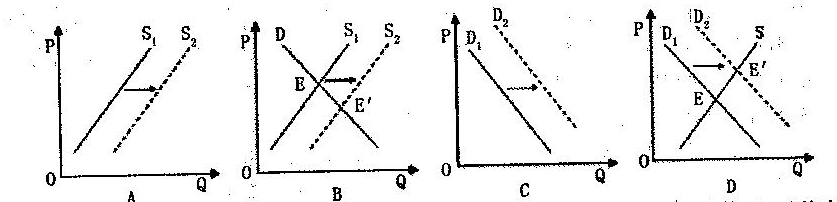 P S₁ S₂
O Q
A
P D S₁ S₂
E
E'
O Q
B
P D₁ D₂
O Q
C
P D₁ D₂ S
E'
E
O Q
D